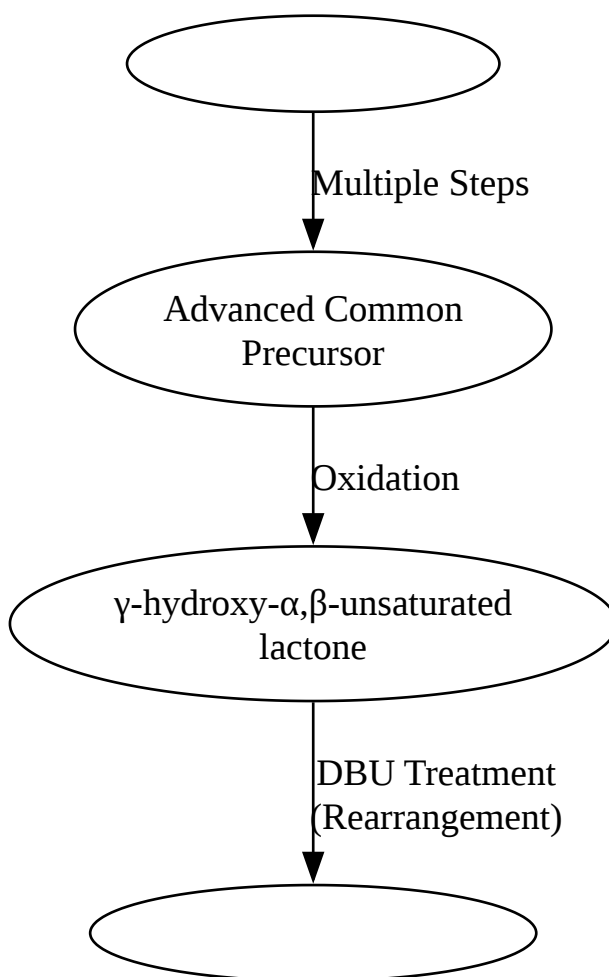 Multiple Steps
Advanced Common
Precursor
Oxidation
γ-hydroxy-α,β-unsaturated
lactone
DBU Treatment
(Rearrangement)